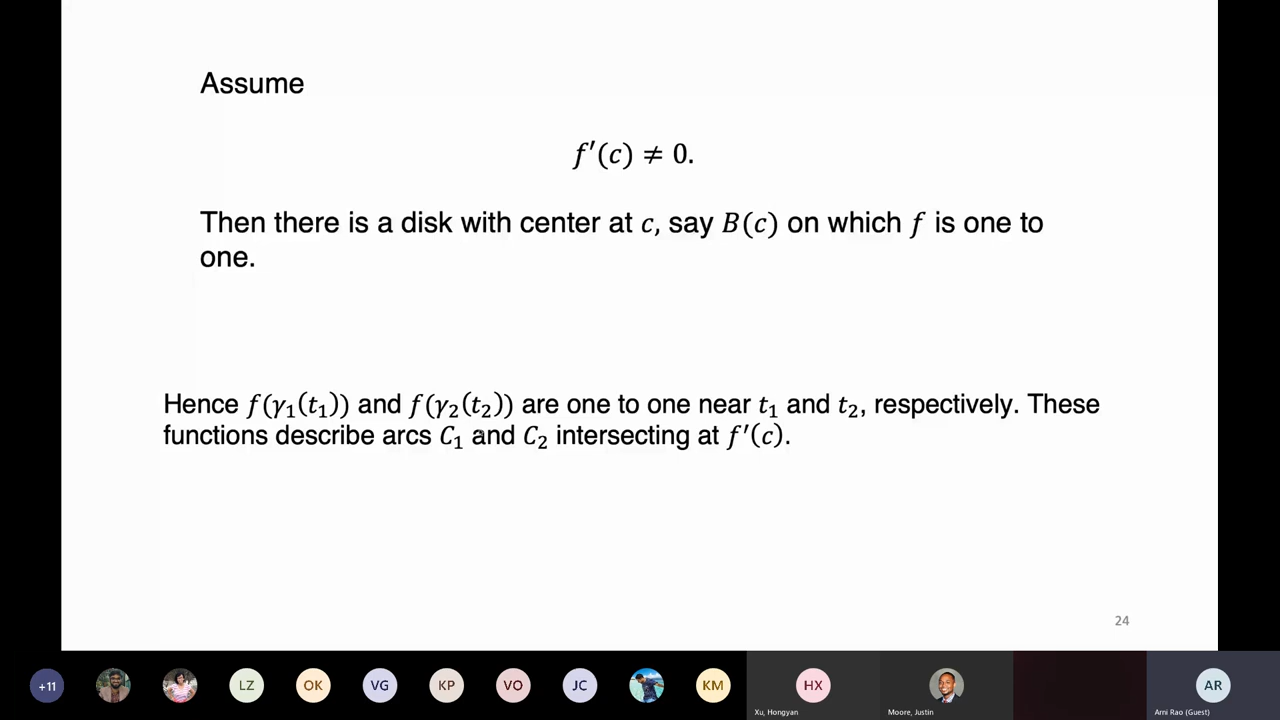 Assume
f′(c) ≠ 0.
Then there is a disk with center at c, say B(c) on which f is one to
one.
Hence f(γ₁(t₁)) and f(γ₂(t₂)) are one to one near t₁ and t₂, respectively. These
functions describe arcs C₁ and C₂ intersecting at f′(c).
24
+11 LZ OK VG KP VO JC KM HX AR
Xu, Hongyan Moore, Justin Arni Rao (Guest)